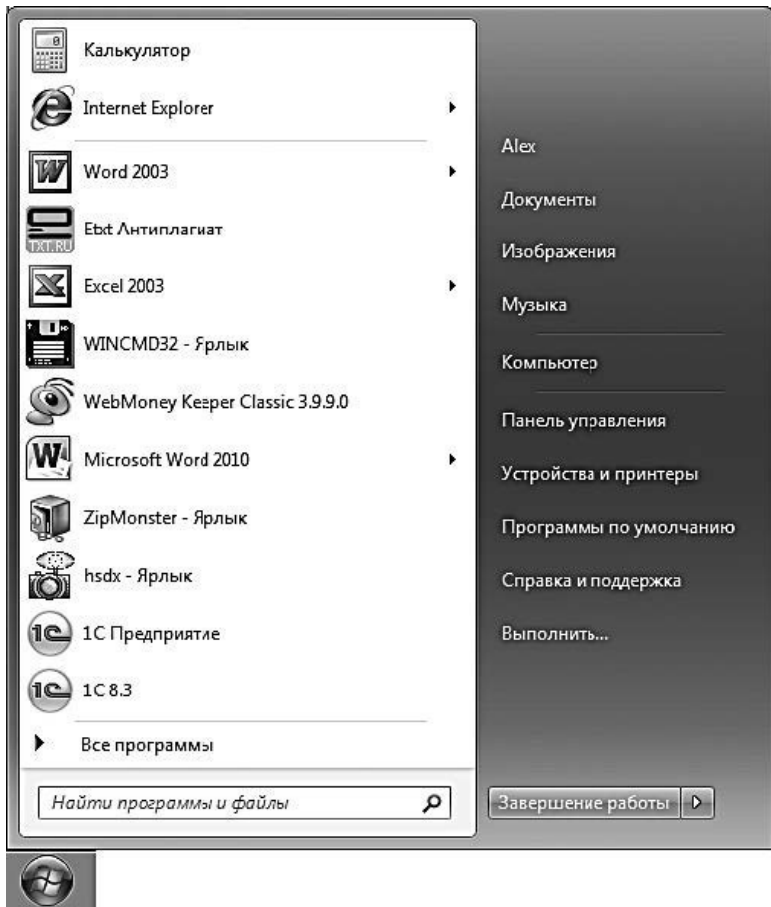 Калькулятор
Internet Explorer
Word 2003
TXT.RU
Etxt Антиплагиат
Excel 2003
WINCMD32 - Ярлык
WebMoney Keeper Classic 3.9.9.0
Microsoft Word 2010
ZipMonster - Ярлык
hsdx - Ярлык
1С Предприятие
1С 8.3
Все программы
Найти программы и файлы
Alex
Документы
Изображения
Музыка
Компьютер
Панель управления
Устройства и принтеры
Программы по умолчанию
Справка и поддержка
Выполнить...
Завершение работы